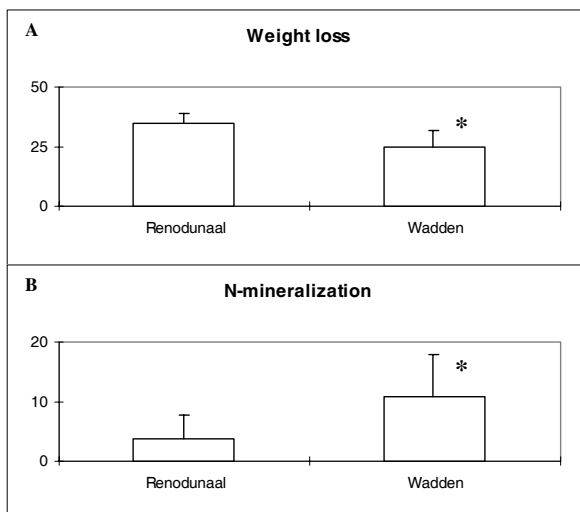 A
Weight loss
50
25
0
*
Renodunaal Wadden
B
N-mineralization
20
10
0
*
Renodunaal Wadden